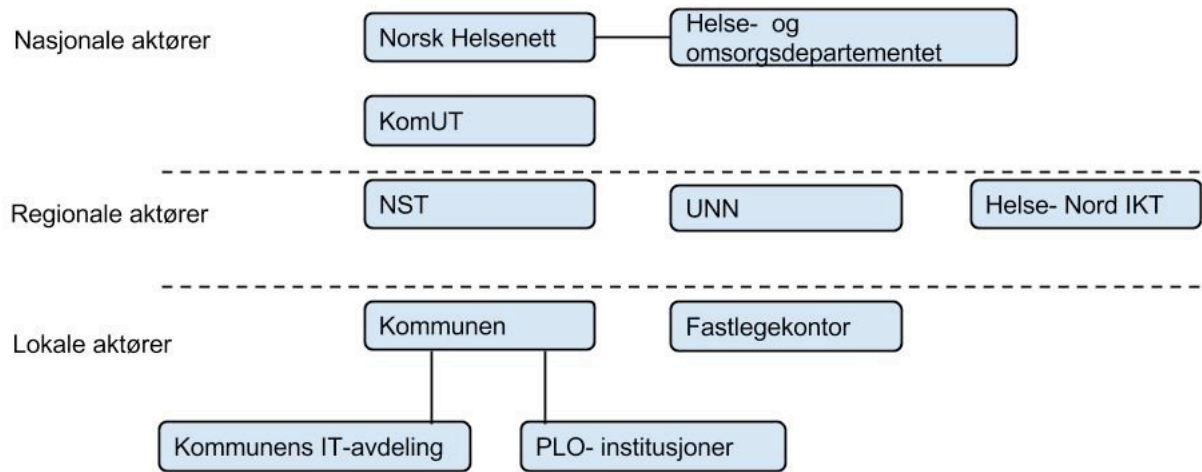 Nasjonale aktører
Norsk Helsenett
Helse- og
omsorgsdepartementet
KomUT
Regionale aktører
NST
UNN
Helse- Nord IKT
Lokale aktører
Kommunen
Fastlegekontor
Kommunens IT-avdeling
PLO- institusjoner